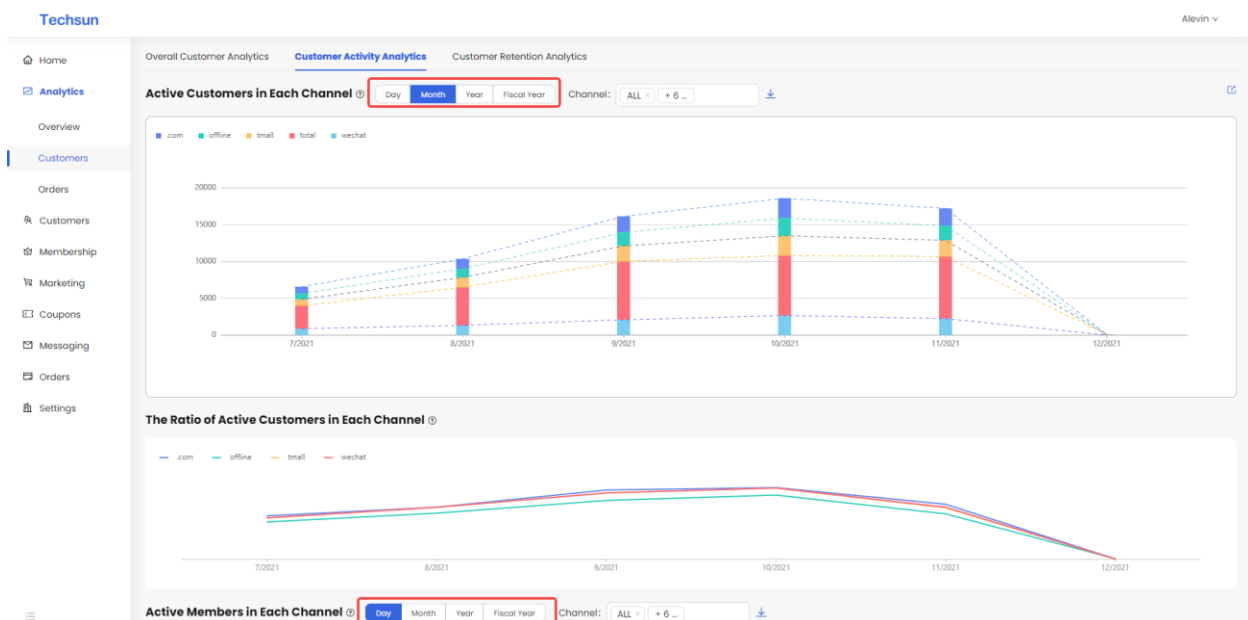 Techsun
Alevin
Home
Analytics
Overview
Customers
Orders
Customers
Membership
Marketing
Coupons
Messaging
Orders
Settings
Overall Customer Analytics Customer Activity Analytics Customer Retention Analytics
Active Customers in Each Channel Day Month Year Fiscal Year Channel: ALL × + 6 ...
.com offline tmall total wechat
20000
15000
10000
5000
0
7/2021 8/2021 9/2021 10/2021 11/2021 12/2021
The Ratio of Active Customers in Each Channel
.com offline tmall wechat
7/2021 8/2021 9/2021 10/2021 11/2021 12/2021
Active Members in Each Channel Day Month Year Fiscal Year Channel: ALL × + 6 ...